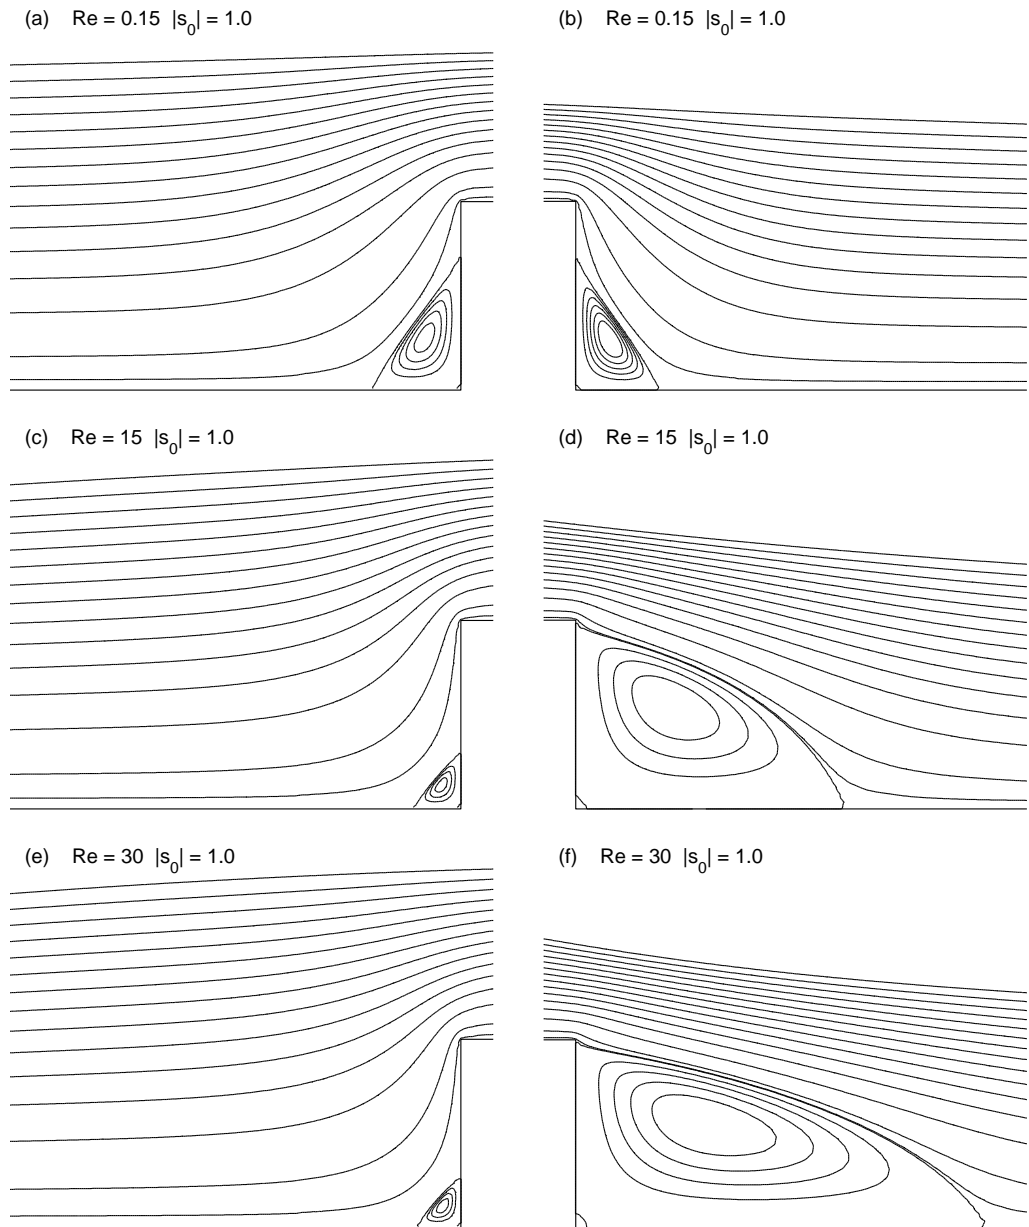 (a) Re = 0.15 |s₀| = 1.0
(b) Re = 0.15 |s₀| = 1.0
(c) Re = 15 |s₀| = 1.0
(d) Re = 15 |s₀| = 1.0
(e) Re = 30 |s₀| = 1.0
(f) Re = 30 |s₀| = 1.0